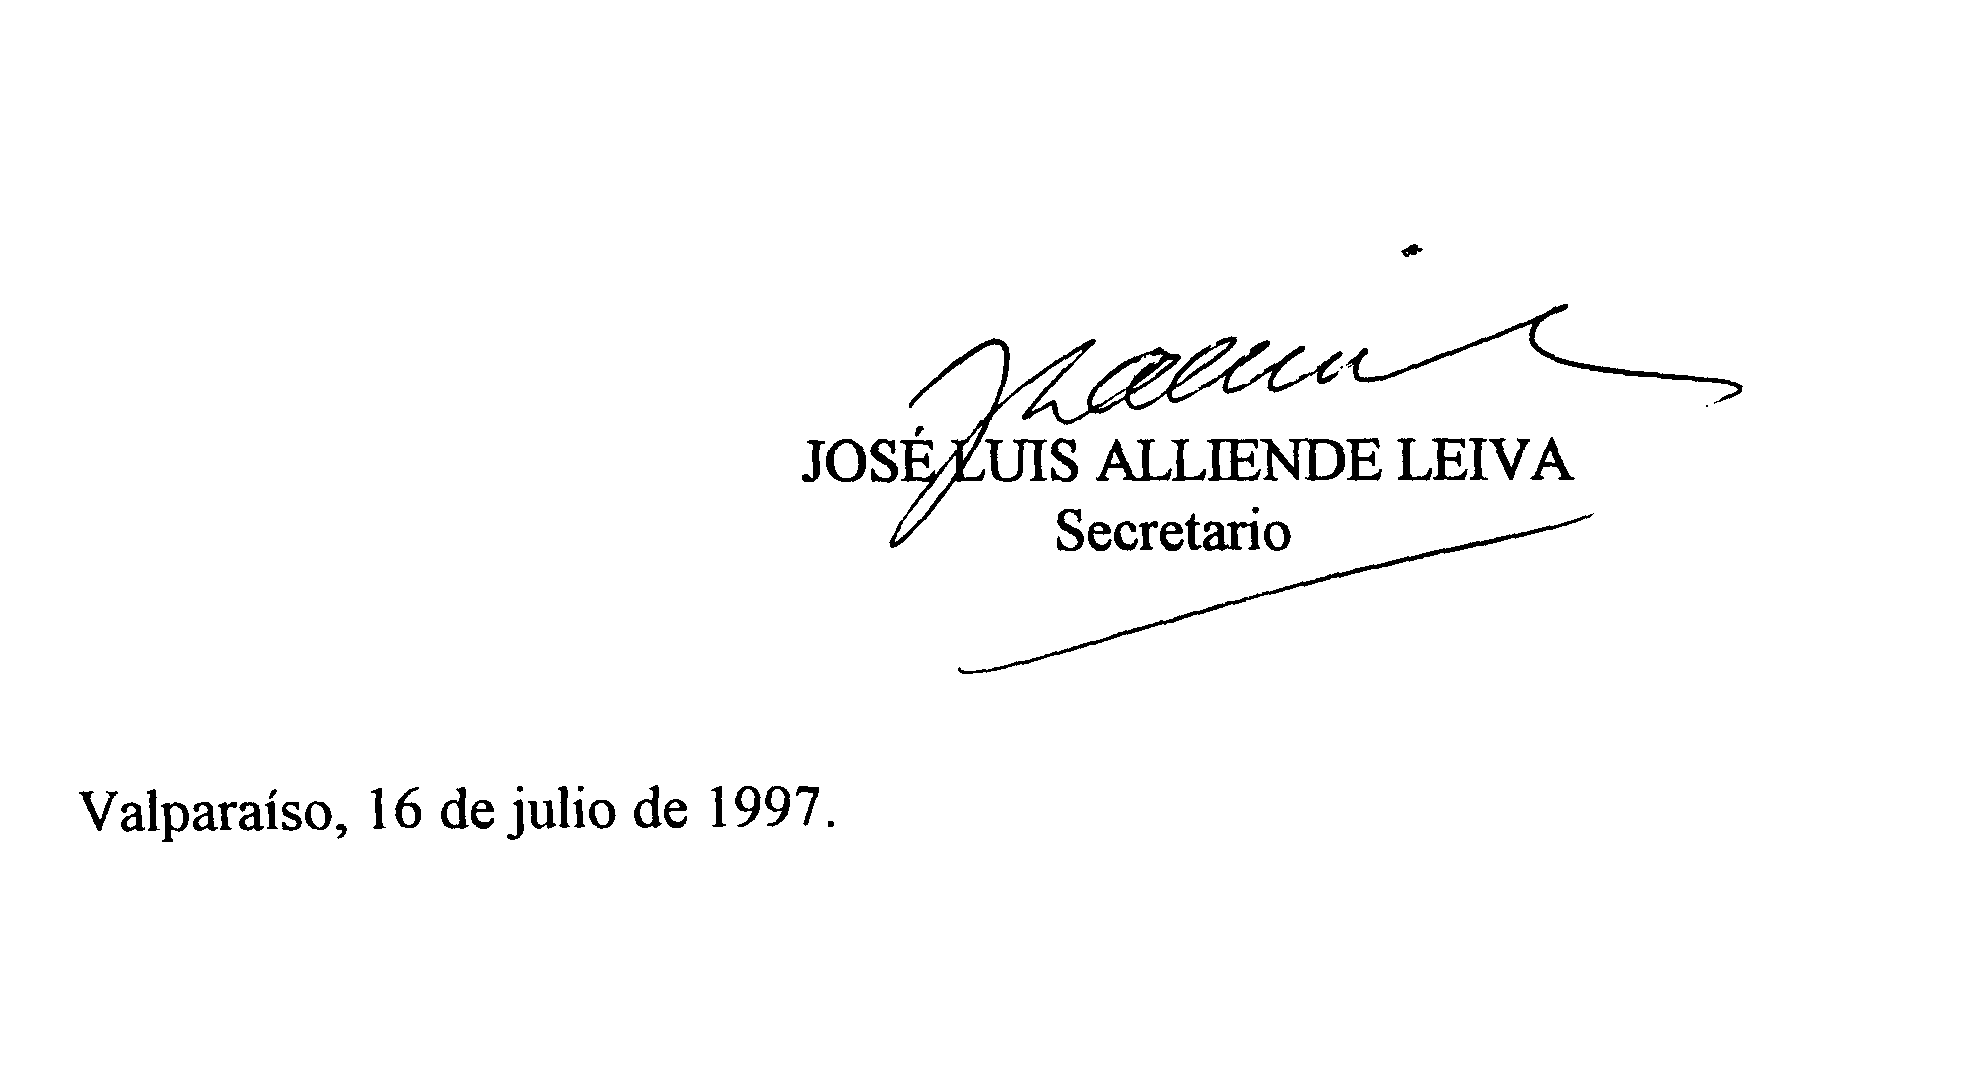 JOSÉ LUIS ALLIENDE LEIVA
Secretario
Valparaíso, 16 de julio de 1997.